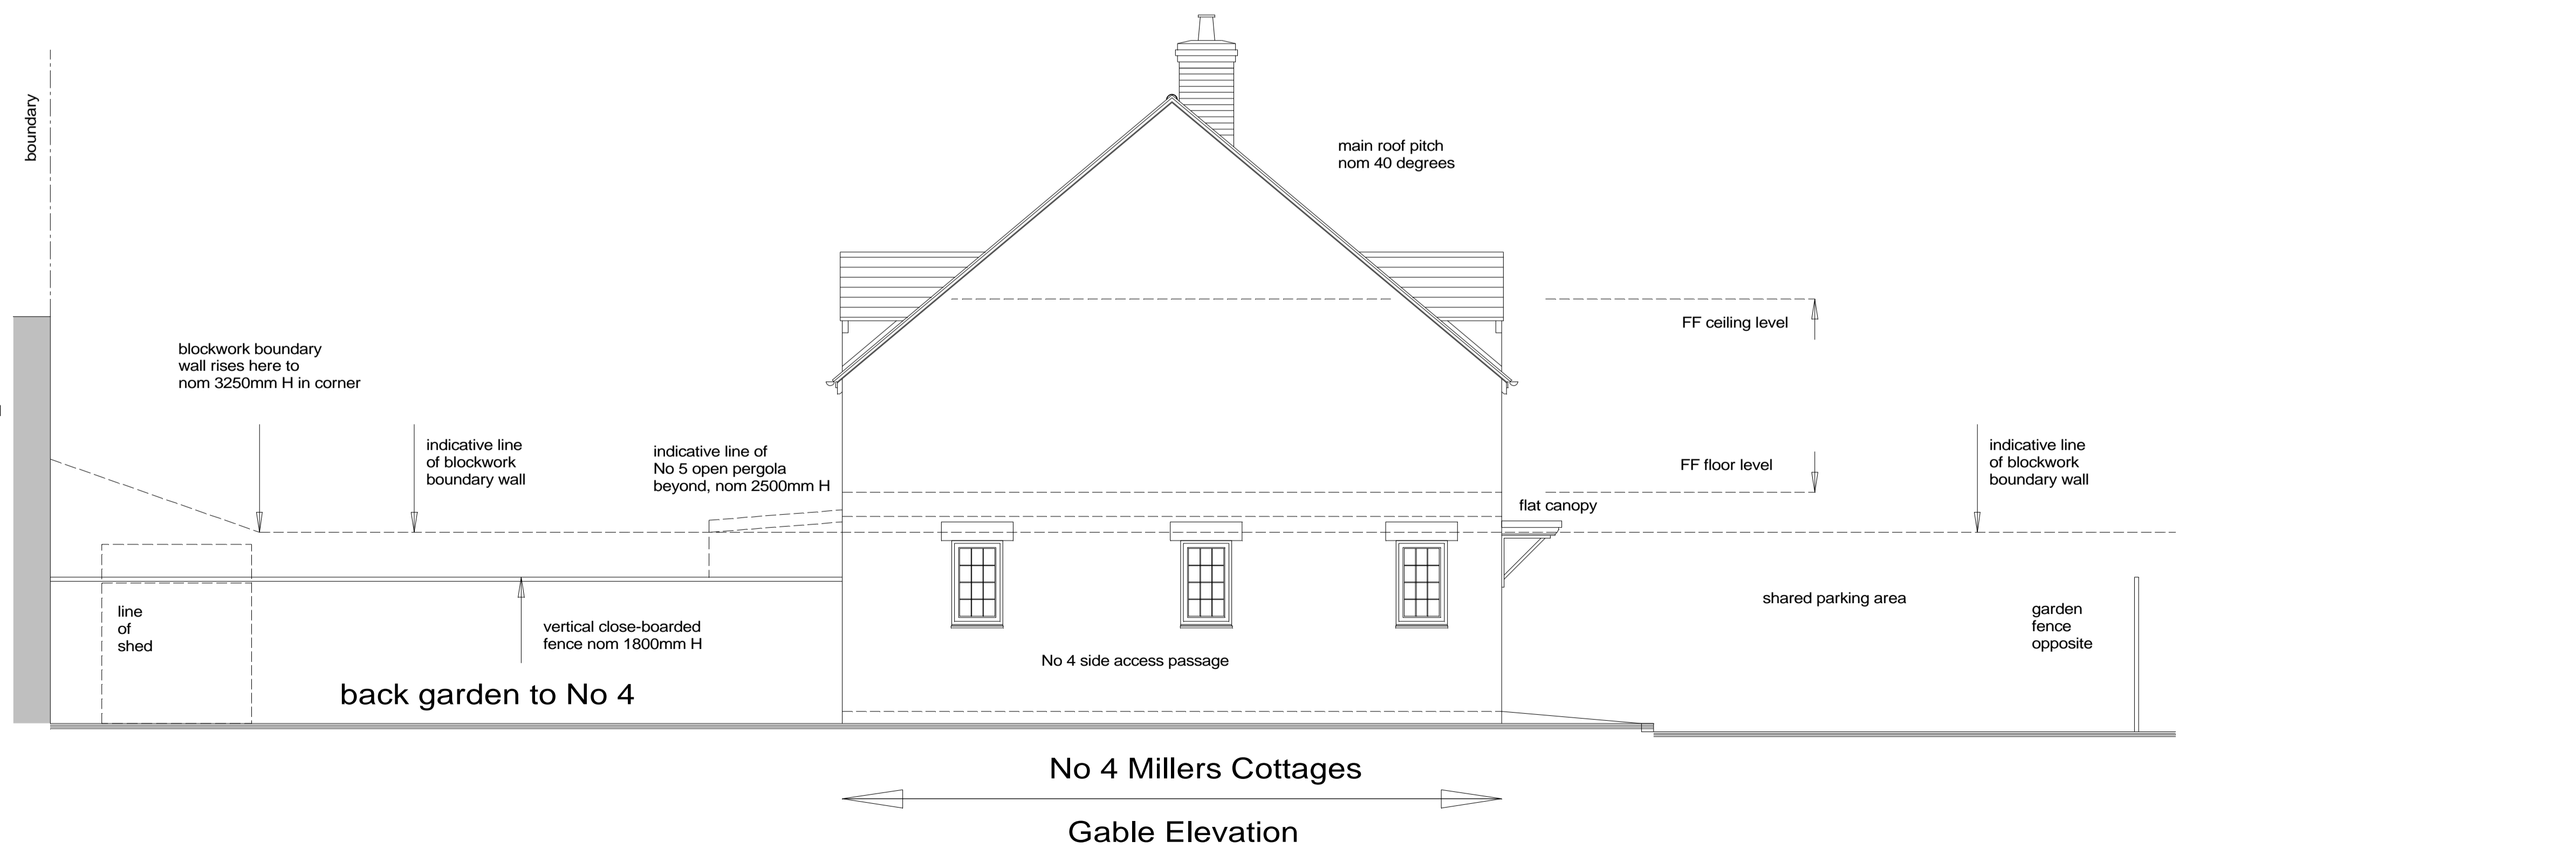 boundary
main roof pitch
nom 40 degrees
FF ceiling level
blockwork boundary
wall rises here to
nom 3250mm H in corner
indicative line
of blockwork
boundary wall
indicative line of
No 5 open pergola
beyond, nom 2500mm H
FF floor level
flat canopy
indicative line
of blockwork
boundary wall
line
of
shed
vertical close-boarded
fence nom 1800mm H
shared parking area
garden
fence
opposite
No 4 side access passage
back garden to No 4
No 4 Millers Cottages
Gable Elevation